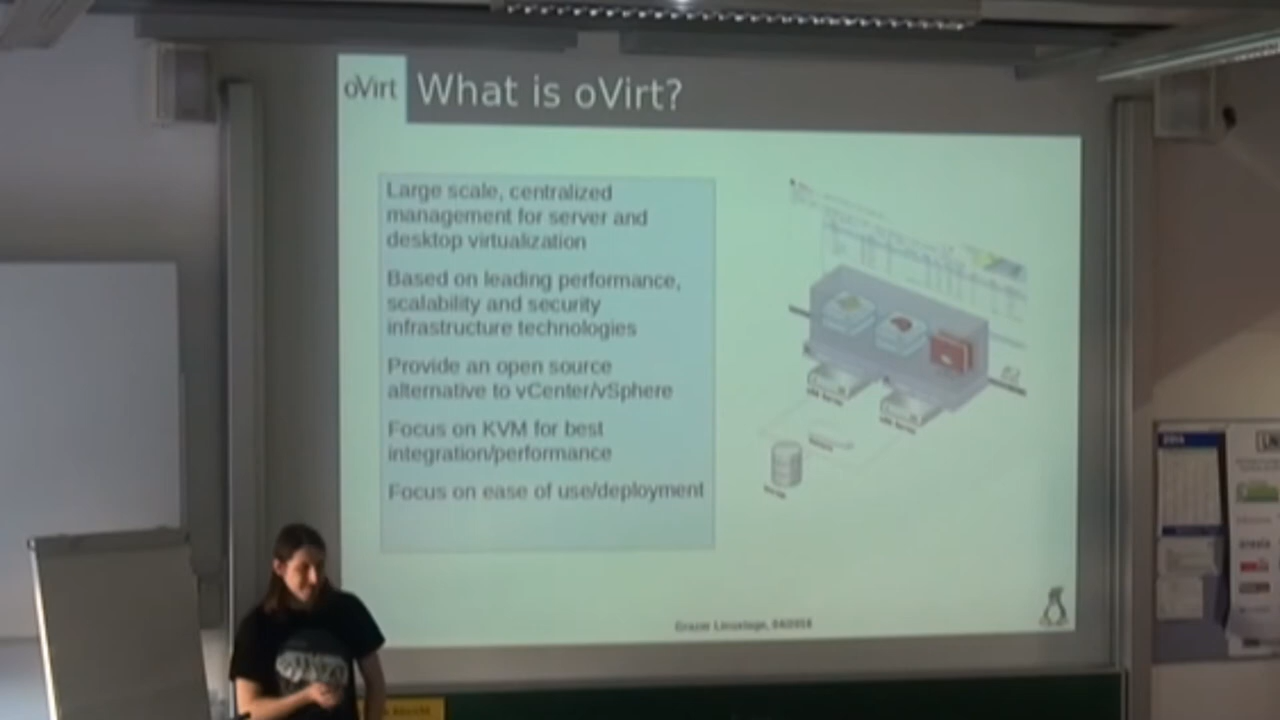 oVirt
What is oVirt?
Large scale, centralized
management for server and
desktop virtualization
Based on leading performance,
scalability and security
infrastructure technologies
Provide an open source
alternative to vCenter/vSphere
Focus on KVM for best
integration/performance
Focus on ease of use/deployment
Grazer Linuxtage,